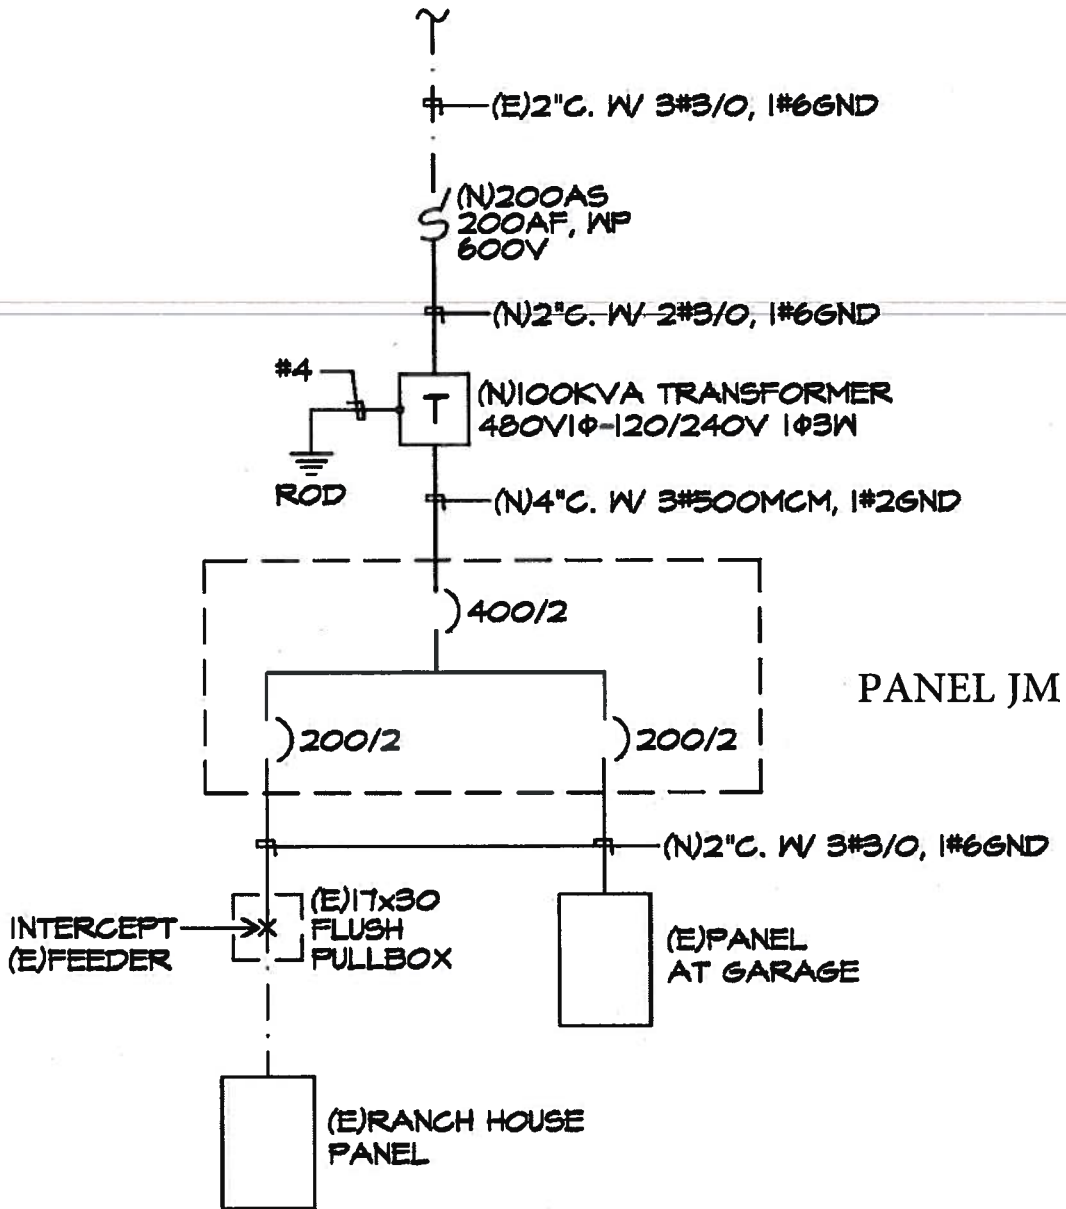 (E)2"C. W/ 3#3/0, 1#6GND
(N)200AS
200AF, WP
600V
(N)2"C. W/ 2#3/0, 1#6GND
#4
T
(N)100KVA TRANSFORMER
480V1Φ-120/240V 1Φ3W
ROD
(N)4"C. W/ 3#500MCM, 1#2GND
400/2
PANEL JM
200/2
200/2
(N)2"C. W/ 3#3/0, 1#6GND
(E)17x30
FLUSH
PULLBOX
INTERCEPT
(E)FEEDER
(E)PANEL
AT GARAGE
(E)RANCH HOUSE
PANEL